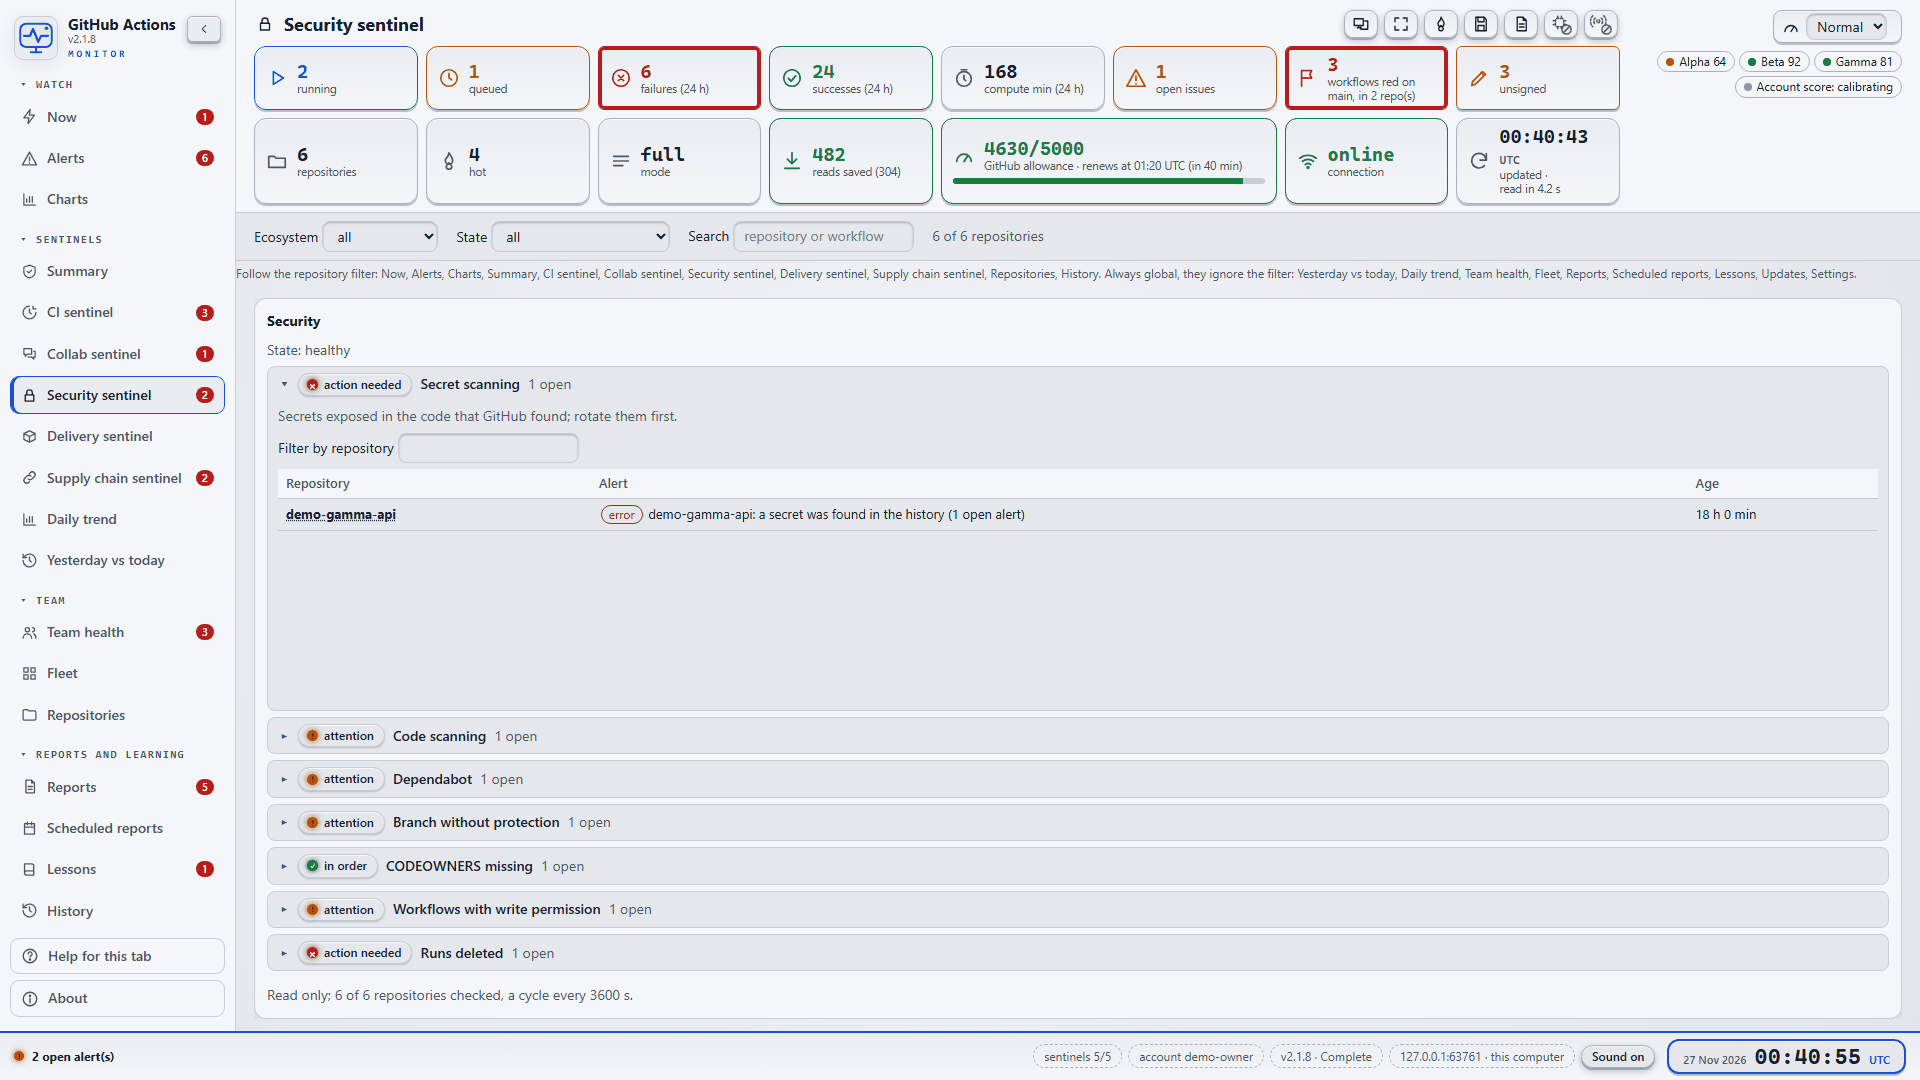 GitHub Actions
v2.1.8
MONITOR
WATCH
Now 1
Alerts 6
Charts
SENTINELS
Summary
CI sentinel 3
Collab sentinel 1
Security sentinel 2
Delivery sentinel
Supply chain sentinel 2
Daily trend
Yesterday vs today
TEAM
Team health 3
Fleet
Repositories
REPORTS AND LEARNING
Reports 5
Scheduled reports
Lessons 1
History
Help for this tab
About
Security sentinel
Normal
Alpha 64
Beta 92
Gamma 81
Account score: calibrating
2
running
1
queued
6
failures (24 h)
24
successes (24 h)
168
compute min (24 h)
1
open issues
3
workflows red on
main, in 2 repo(s)
3
unsigned
6
repositories
4
hot
full
mode
482
reads saved (304)
4630/5000
GitHub allowance · renews at 01:20 UTC (in 40 min)
online
connection
00:40:43
UTC
updated ·
read in 4.2 s
Ecosystem all State all Search repository or workflow 6 of 6 repositories
Follow the repository filter: Now, Alerts, Charts, Summary, CI sentinel, Collab sentinel, Security sentinel, Delivery sentinel, Supply chain sentinel, Repositories, History. Always global, they ignore the filter: Yesterday vs today, Daily trend, Team health, Fleet, Reports, Scheduled reports, Lessons, Updates, Settings.
Security
State: healthy
action needed Secret scanning 1 open
Secrets exposed in the code that GitHub found; rotate them first.
Filter by repository
Repository Alert Age
demo-gamma-api error demo-gamma-api: a secret was found in the history (1 open alert) 18 h 0 min
attention Code scanning 1 open
attention Dependabot 1 open
attention Branch without protection 1 open
in order CODEOWNERS missing 1 open
attention Workflows with write permission 1 open
action needed Runs deleted 1 open
Read only; 6 of 6 repositories checked, a cycle every 3600 s.
2 open alert(s)
sentinels 5/5
account demo-owner
v2.1.8 · Complete
127.0.0.1:63761 · this computer
Sound on
27 Nov 2026 00:40:55 UTC